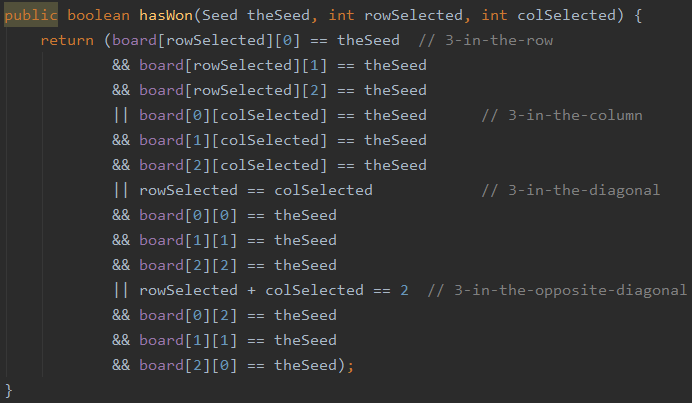 public boolean hasWon(Seed theSeed, int rowSelected, int colSelected) {
    return (board[rowSelected][0] == theSeed  // 3-in-the-row
            && board[rowSelected][1] == theSeed
            && board[rowSelected][2] == theSeed
            || board[0][colSelected] == theSeed      // 3-in-the-column
            && board[1][colSelected] == theSeed
            && board[2][colSelected] == theSeed
            || rowSelected == colSelected            // 3-in-the-diagonal
            && board[0][0] == theSeed
            && board[1][1] == theSeed
            && board[2][2] == theSeed
            || rowSelected + colSelected == 2  // 3-in-the-opposite-diagonal
            && board[0][2] == theSeed
            && board[1][1] == theSeed
            && board[2][0] == theSeed);
}